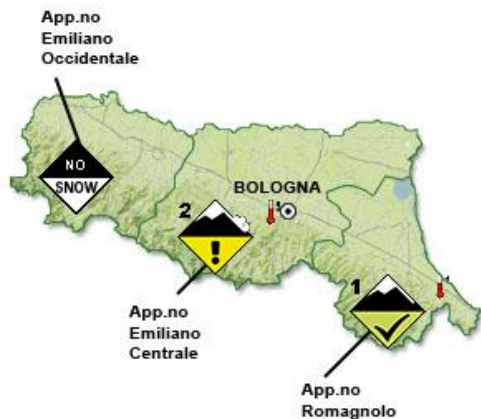 App.no
Emiliano
Occidentale
NO
SNOW
BOLOGNA
2
!
App.no
Emiliano
Centrale
1
App.no
Romagnolo